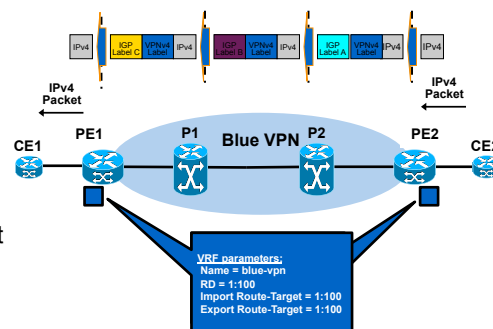 IPv4
IGP Label C
VPNv4 Label
IPv4
IGP Label B
VPNv4 Label
IPv4
IGP Label A
VPNv4 Label
IPv4
IPv4
IPv4 Packet
IPv4 Packet
CE1
PE1
P1
Blue VPN
P2
PE2
t
VRF parameters:
Name = blue-vpn
RD = 1:100
Import Route-Target = 1:100
Export Route-Target = 1:100